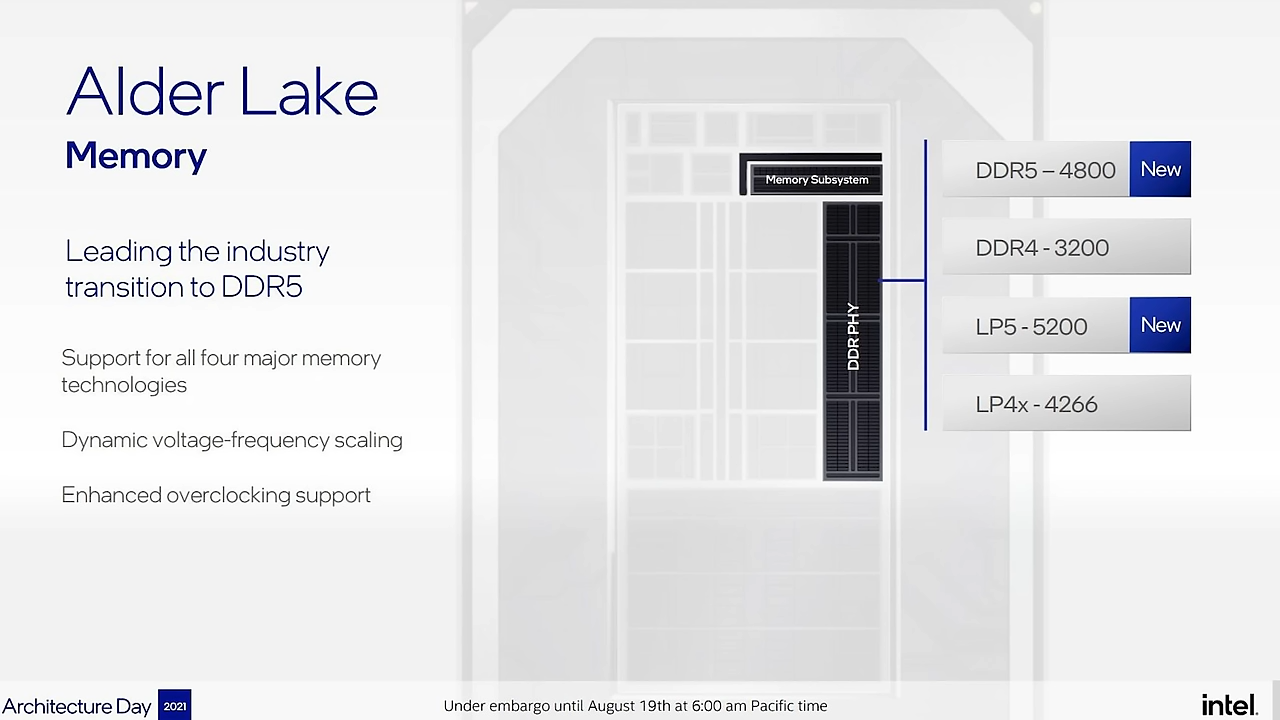 Alder Lake
Memory
Leading the industry
transition to DDR5
Support for all four major memory
technologies
Dynamic voltage-frequency scaling
Enhanced overclocking support
Memory Subsystem
DDR PHY
DDR5 – 4800 New
DDR4 - 3200
LP5 - 5200 New
LP4x - 4266
Architecture Day 2021
Under embargo until August 19th at 6:00 am Pacific time
intel.